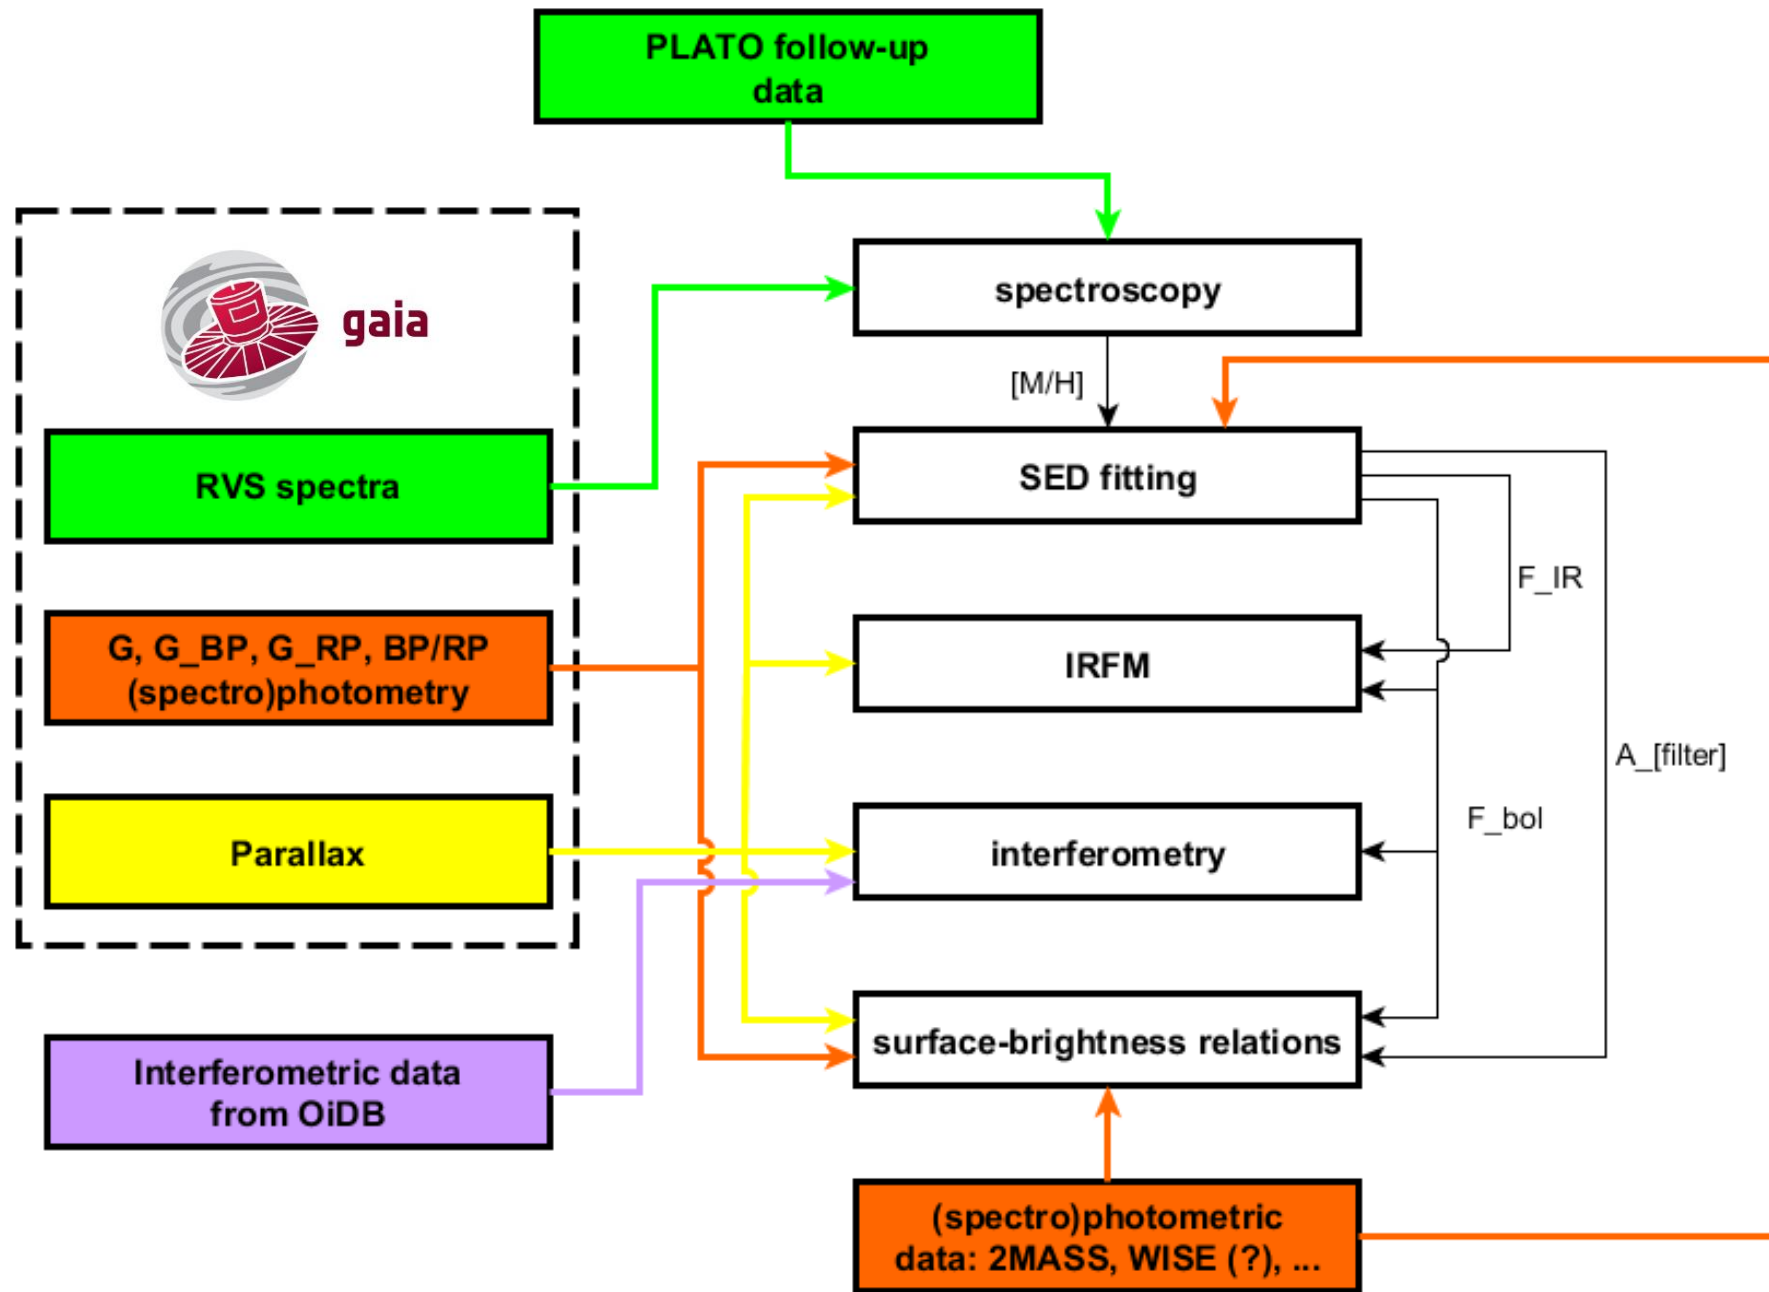 PLATO follow-up
data
gaia
spectroscopy
[M/H]
RVS spectra
SED fitting
F_IR
G, G_BP, G_RP, BP/RP
(spectro)photometry
IRFM
A_[filter]
F_bol
Parallax
interferometry
surface-brightness relations
Interferometric data
from OiDB
(spectro)photometric
data: 2MASS, WISE (?), ...